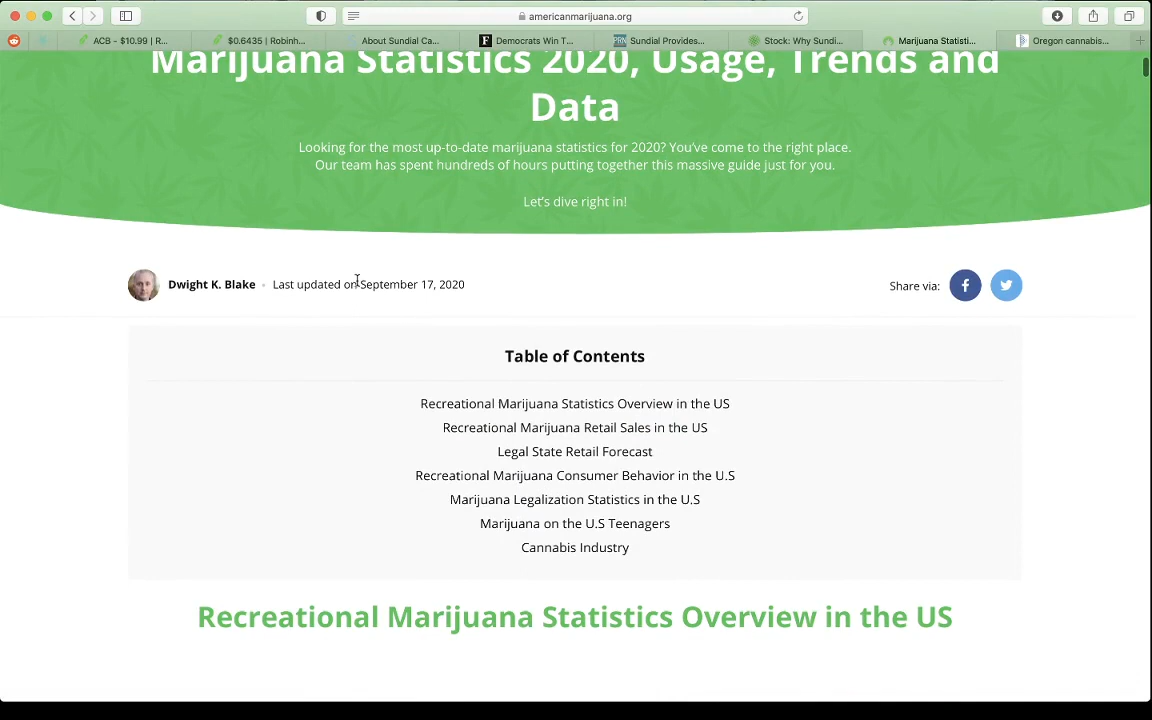 americanmarijuana.org
ACB - $10.99 | R...
$0.6435 | Robinh...
About Sundial Ca...
Democrats Win T...
Sundial Provides...
Stock: Why Sundi...
Marijuana Statisti...
Oregon cannabis...
Marijuana Statistics 2020, Usage, Trends and
Data
Looking for the most up-to-date marijuana statistics for 2020? You've come to the right place.
Our team has spent hundreds of hours putting together this massive guide just for you.
Let's dive right in!
Dwight K. Blake • Last updated on September 17, 2020
Share via:
Table of Contents
Recreational Marijuana Statistics Overview in the US
Recreational Marijuana Retail Sales in the US
Legal State Retail Forecast
Recreational Marijuana Consumer Behavior in the U.S
Marijuana Legalization Statistics in the U.S
Marijuana on the U.S Teenagers
Cannabis Industry
Recreational Marijuana Statistics Overview in the US